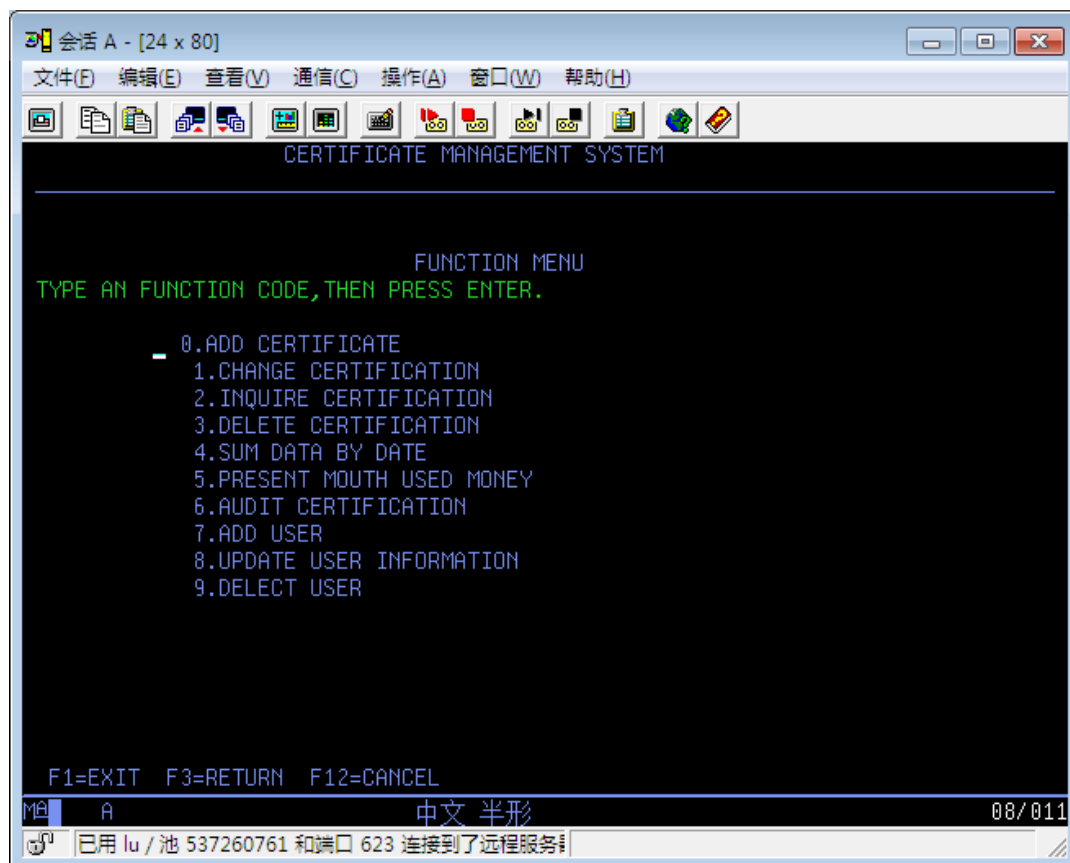 会话 A - [24 x 80]
文件(F) 编辑(E) 查看(V) 通信(C) 操作(A) 窗口(W) 帮助(H)
CERTIFICATE MANAGEMENT SYSTEM
FUNCTION MENU
TYPE AN FUNCTION CODE,THEN PRESS ENTER.
_ 0.ADD CERTIFICATE
1.CHANGE CERTIFICATION
2.INQUIRE CERTIFICATION
3.DELETE CERTIFICATION
4.SUM DATA BY DATE
5.PRESENT MOUTH USED MONEY
6.AUDIT CERTIFICATION
7.ADD USER
8.UPDATE USER INFORMATION
9.DELECT USER
F1=EXIT F3=RETURN F12=CANCEL
MA A 中文 半形 08/011
已用 lu / 池 537260761 和端口 623 连接到了远程服务